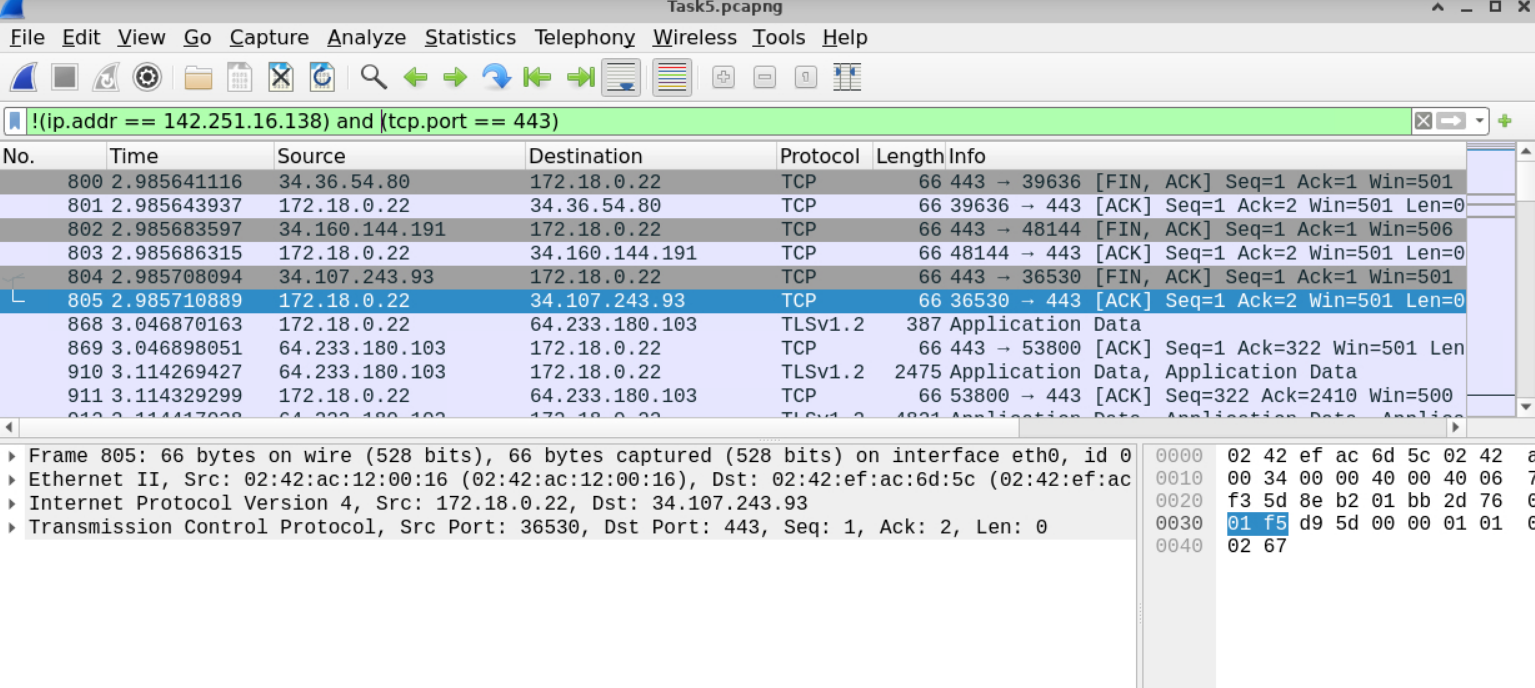 Task5.pcapng
File Edit View Go Capture Analyze Statistics Telephony Wireless Tools Help
!(ip.addr == 142.251.16.138) and (tcp.port == 443)
No. Time Source Destination Protocol Length Info
800 2.985641116 34.36.54.80 172.18.0.22 TCP 66 443 → 39636 [FIN, ACK] Seq=1 Ack=1 Win=501
801 2.985643937 172.18.0.22 34.36.54.80 TCP 66 39636 → 443 [ACK] Seq=1 Ack=2 Win=501 Len=0
802 2.985683597 34.160.144.191 172.18.0.22 TCP 66 443 → 48144 [FIN, ACK] Seq=1 Ack=1 Win=506
803 2.985686315 172.18.0.22 34.160.144.191 TCP 66 48144 → 443 [ACK] Seq=1 Ack=2 Win=501 Len=0
804 2.985708094 34.107.243.93 172.18.0.22 TCP 66 443 → 36530 [FIN, ACK] Seq=1 Ack=1 Win=501
805 2.985710889 172.18.0.22 34.107.243.93 TCP 66 36530 → 443 [ACK] Seq=1 Ack=2 Win=501 Len=0
868 3.046870163 172.18.0.22 64.233.180.103 TLSv1.2 387 Application Data
869 3.046898051 64.233.180.103 172.18.0.22 TCP 66 443 → 53800 [ACK] Seq=1 Ack=322 Win=501 Len
910 3.114269427 64.233.180.103 172.18.0.22 TLSv1.2 2475 Application Data, Application Data
911 3.114329299 172.18.0.22 64.233.180.103 TCP 66 53800 → 443 [ACK] Seq=322 Ack=2410 Win=500
Frame 805: 66 bytes on wire (528 bits), 66 bytes captured (528 bits) on interface eth0, id 0
Ethernet II, Src: 02:42:ac:12:00:16 (02:42:ac:12:00:16), Dst: 02:42:ef:ac:6d:5c (02:42:ef:ac
Internet Protocol Version 4, Src: 172.18.0.22, Dst: 34.107.243.93
Transmission Control Protocol, Src Port: 36530, Dst Port: 443, Seq: 1, Ack: 2, Len: 0
0000 02 42 ef ac 6d 5c 02 42
0010 00 34 00 00 40 00 40 06
0020 f3 5d 8e b2 01 bb 2d 76
0030 01 f5 d9 5d 00 00 01 01
0040 02 67